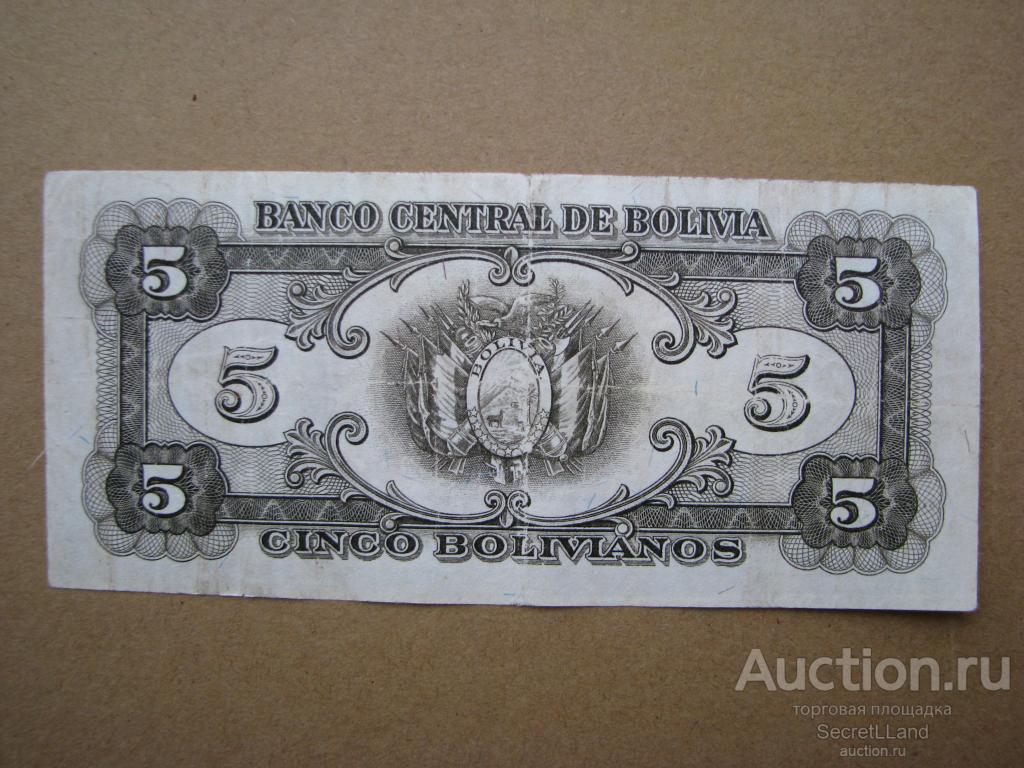 BANCO CENTRAL DE BOLIVIA
5 5
5 5
BOLIVIA
5 5
CINCO BOLIVIANOS
Auction.ru
торговая площадка
SecretLLand
auction.ru